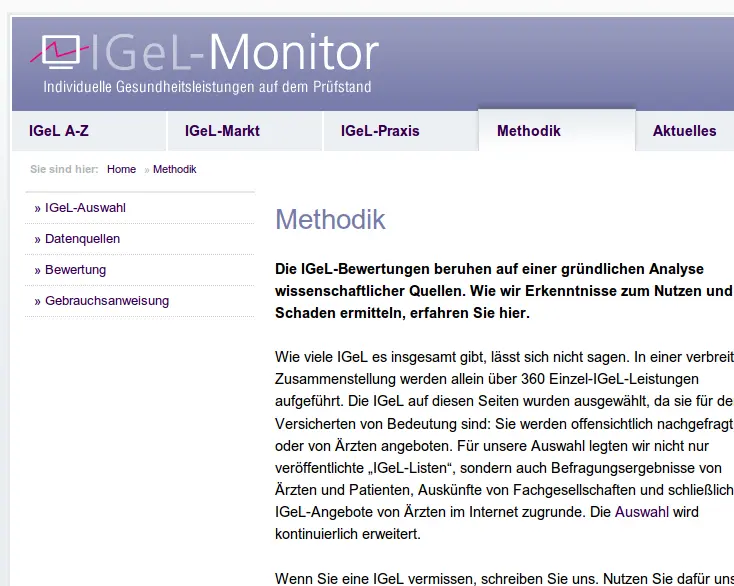 IGeL-Monitor
Individuelle Gesundheitsleistungen auf dem Prüfstand
IGeL A-Z IGeL-Markt IGeL-Praxis Methodik Aktuelles
Sie sind hier: Home » Methodik
» IGeL-Auswahl
» Datenquellen
» Bewertung
» Gebrauchsanweisung
Methodik
Die IGeL-Bewertungen beruhen auf einer gründlichen Analyse
wissenschaftlicher Quellen. Wie wir Erkenntnisse zum Nutzen und
Schaden ermitteln, erfahren Sie hier.
Wie viele IGeL es insgesamt gibt, lässt sich nicht sagen. In einer verbreit
Zusammenstellung werden allein über 360 Einzel-IGeL-Leistungen
aufgeführt. Die IGeL auf diesen Seiten wurden ausgewählt, da sie für de
Versicherten von Bedeutung sind: Sie werden offensichtlich nachgefragt
oder von Ärzten angeboten. Für unsere Auswahl legten wir nicht nur
veröffentlichte „IGeL-Listen“, sondern auch Befragungsergebnisse von
Ärzten und Patienten, Auskünfte von Fachgesellschaften und schließlich
IGeL-Angebote von Ärzten im Internet zugrunde. Die Auswahl wird
kontinuierlich erweitert.
Wenn Sie eine IGeL vermissen, schreiben Sie uns. Nutzen Sie dafür uns